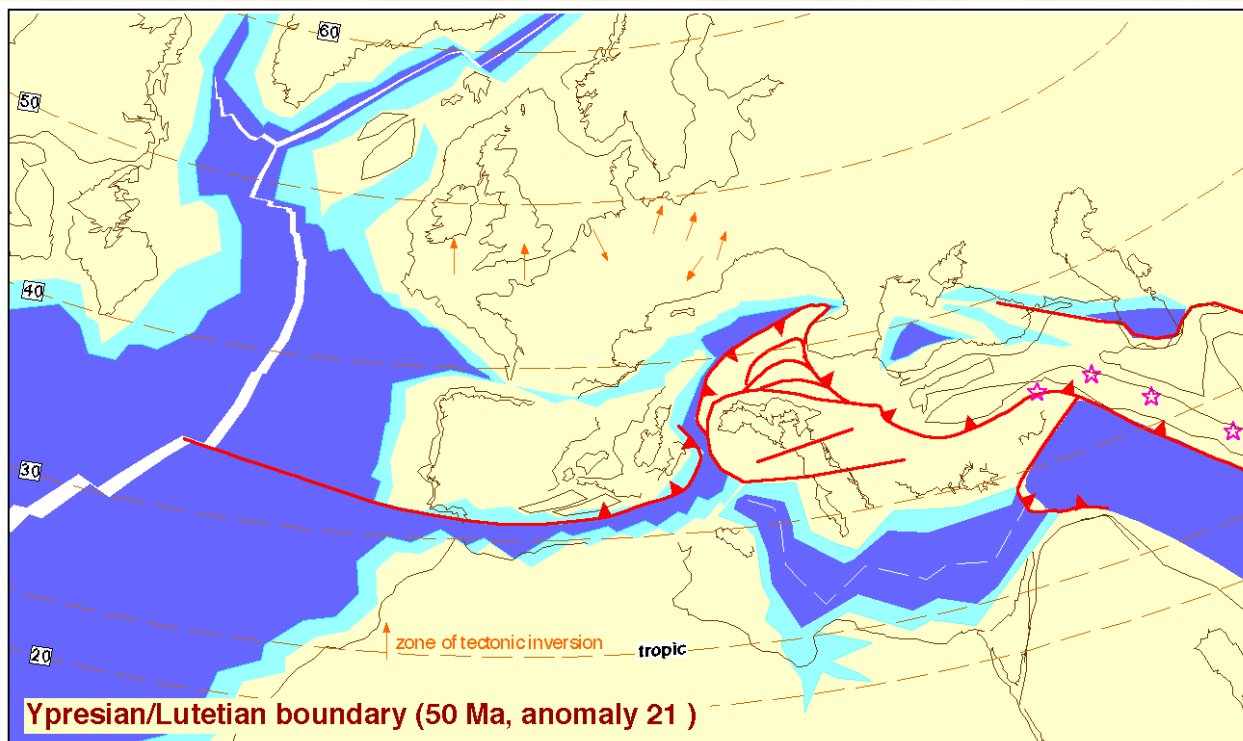 60
50
40
30
20
zone of tectonic inversion
tropic
Ypresian/Lutetian boundary (50 Ma, anomaly 21 )